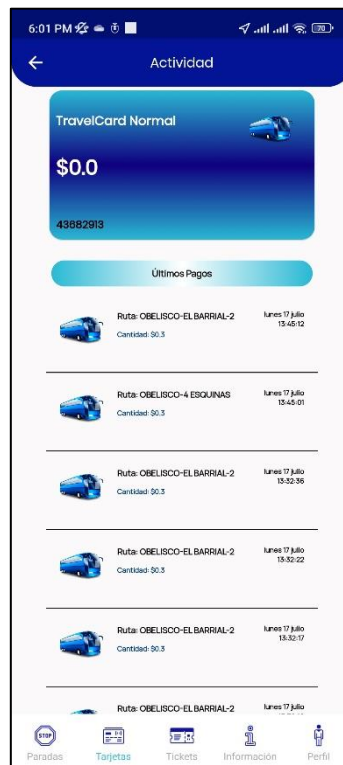 6:01 PM
70
Actividad
TravelCard Normal
$0.0
43682913
Últimos Pagos
Ruta: OBELISCO-EL BARRIAL-2
lunes 17 julio
13:45:12
Cantidad: $0.3
Ruta: OBELISCO-4 ESQUINAS
lunes 17 julio
13:45:01
Cantidad: $0.3
Ruta: OBELISCO-EL BARRIAL-2
lunes 17 julio
13:32:36
Cantidad: $0.3
Ruta: OBELISCO-EL BARRIAL-2
lunes 17 julio
13:32:22
Cantidad: $0.3
Ruta: OBELISCO-EL BARRIAL-2
lunes 17 julio
13:32:17
Cantidad: $0.3
Ruta: OBELISCO-EL BARRIAL-2
lunes 17 julio
STOP
Paradas
Tarjetas
Tickets
Información
Perfil